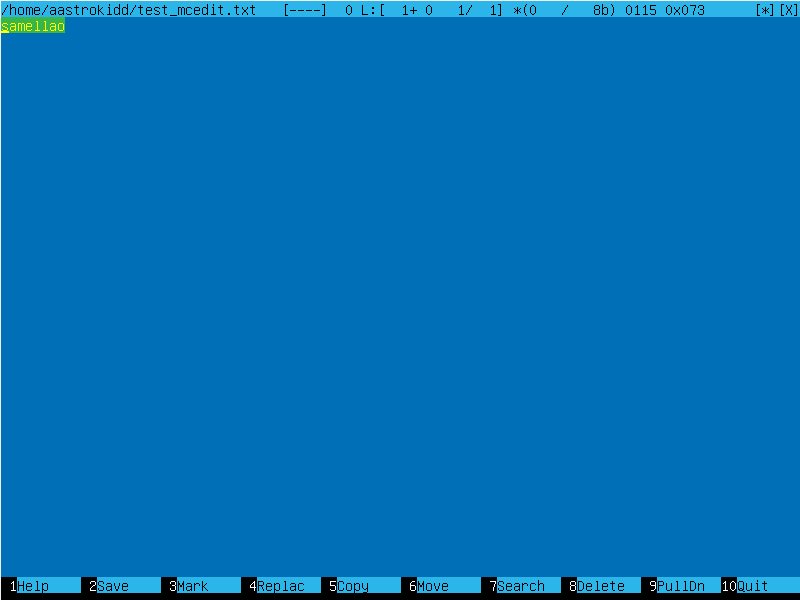 /home/aastrokidd/test_mcedit.txt   [----]  0 L:[  1+ 0   1/  1] *(0   /   8b) 0115 0x073      [*][X]
samellao
1Help     2Save     3Mark     4Replac   5Copy     6Move     7Search   8Delete   9PullDn  10Quit